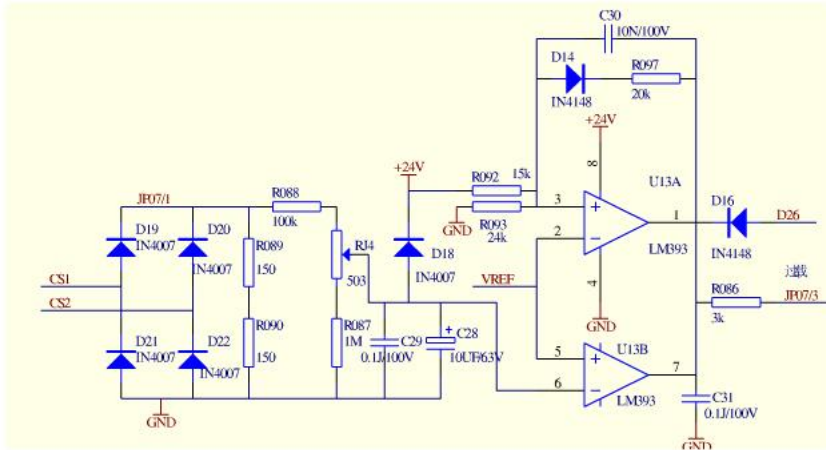 C30
10N/100V
D14
R097
IN4148
20k
+24V
+24V
8
R092
15k
U13A
JP07/1
R088
3
D16
1
D26
100k
GND
R093
24k
2
LM393
IN4148
D19
D20
RJ4
D18
IN4007
IN4007
R089
150
503
IN4007
VREF
4
过载
CS1
R086
JP07/3
CS2
GND
3k
R090
R087
C28
U13B
D21
D22
1M
C29
5
7
IN4007
IN4007
150
0.1J/100V
10UF/63V
6
C31
LM393
0.1J/100V
GND
GND